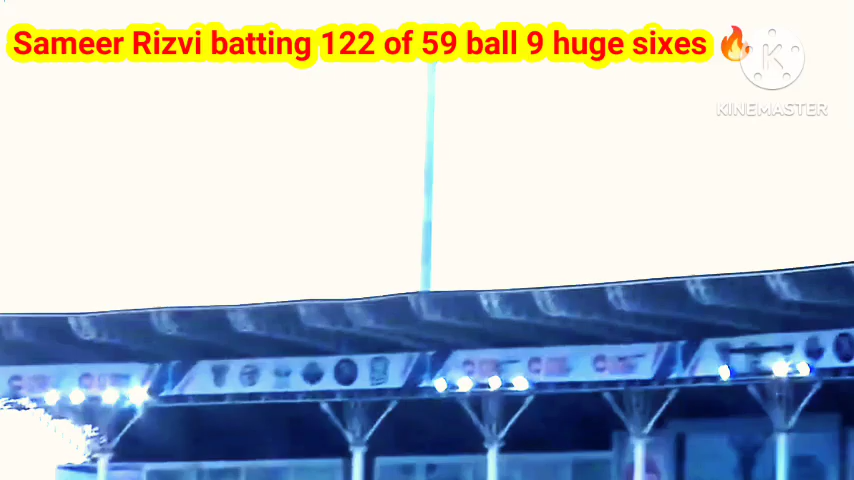 Sameer Rizvi batting 122 of 59 ball 9 huge sixes 🔥
K
KINEMASTER